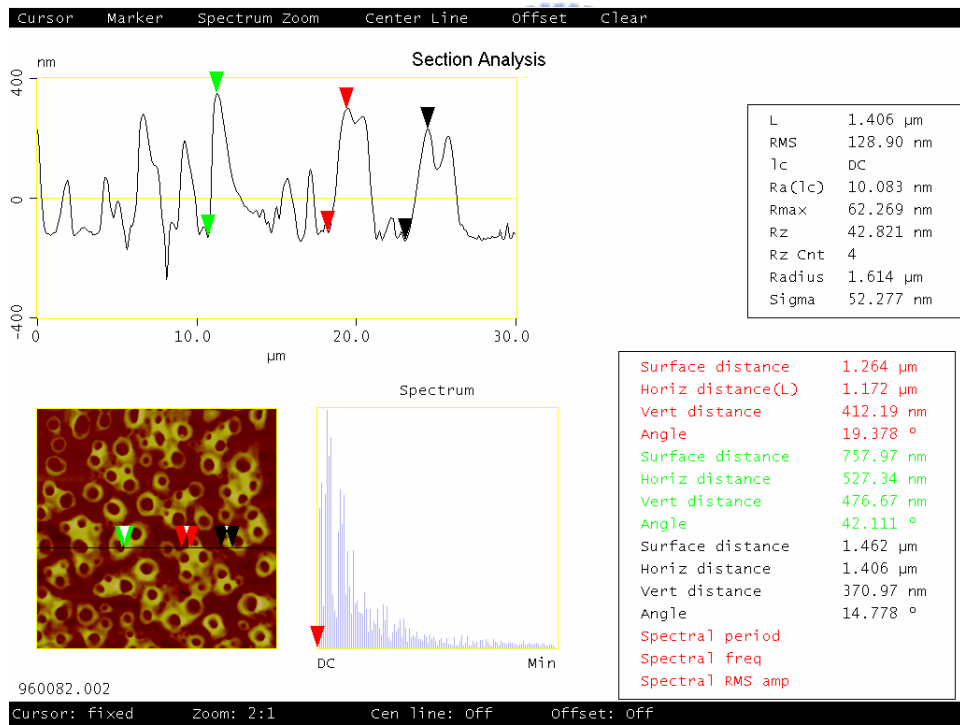 Cursor Marker Spectrum Zoom Center Line Offset Clear
Section Analysis
nm
400
0
-400
0 10.0 20.0 30.0
µm
L 1.406 µm
RMS 128.90 nm
lc DC
Ra(lc) 10.083 nm
Rmax 62.269 nm
Rz 42.821 nm
Rz Cnt 4
Radius 1.614 µm
Sigma 52.277 nm
Surface distance 1.264 µm
Horiz distance(L) 1.172 µm
Vert distance 412.19 nm
Angle 19.378 º
Surface distance 757.97 nm
Horiz distance 527.34 nm
Vert distance 476.67 nm
Angle 42.111 º
Surface distance 1.462 µm
Horiz distance 1.406 µm
Vert distance 370.97 nm
Angle 14.778 º
Spectral period
Spectral freq
Spectral RMS amp
Spectrum
DC Min
960082.002
Cursor: fixed Zoom: 2:1 Cen line: Off Offset: Off